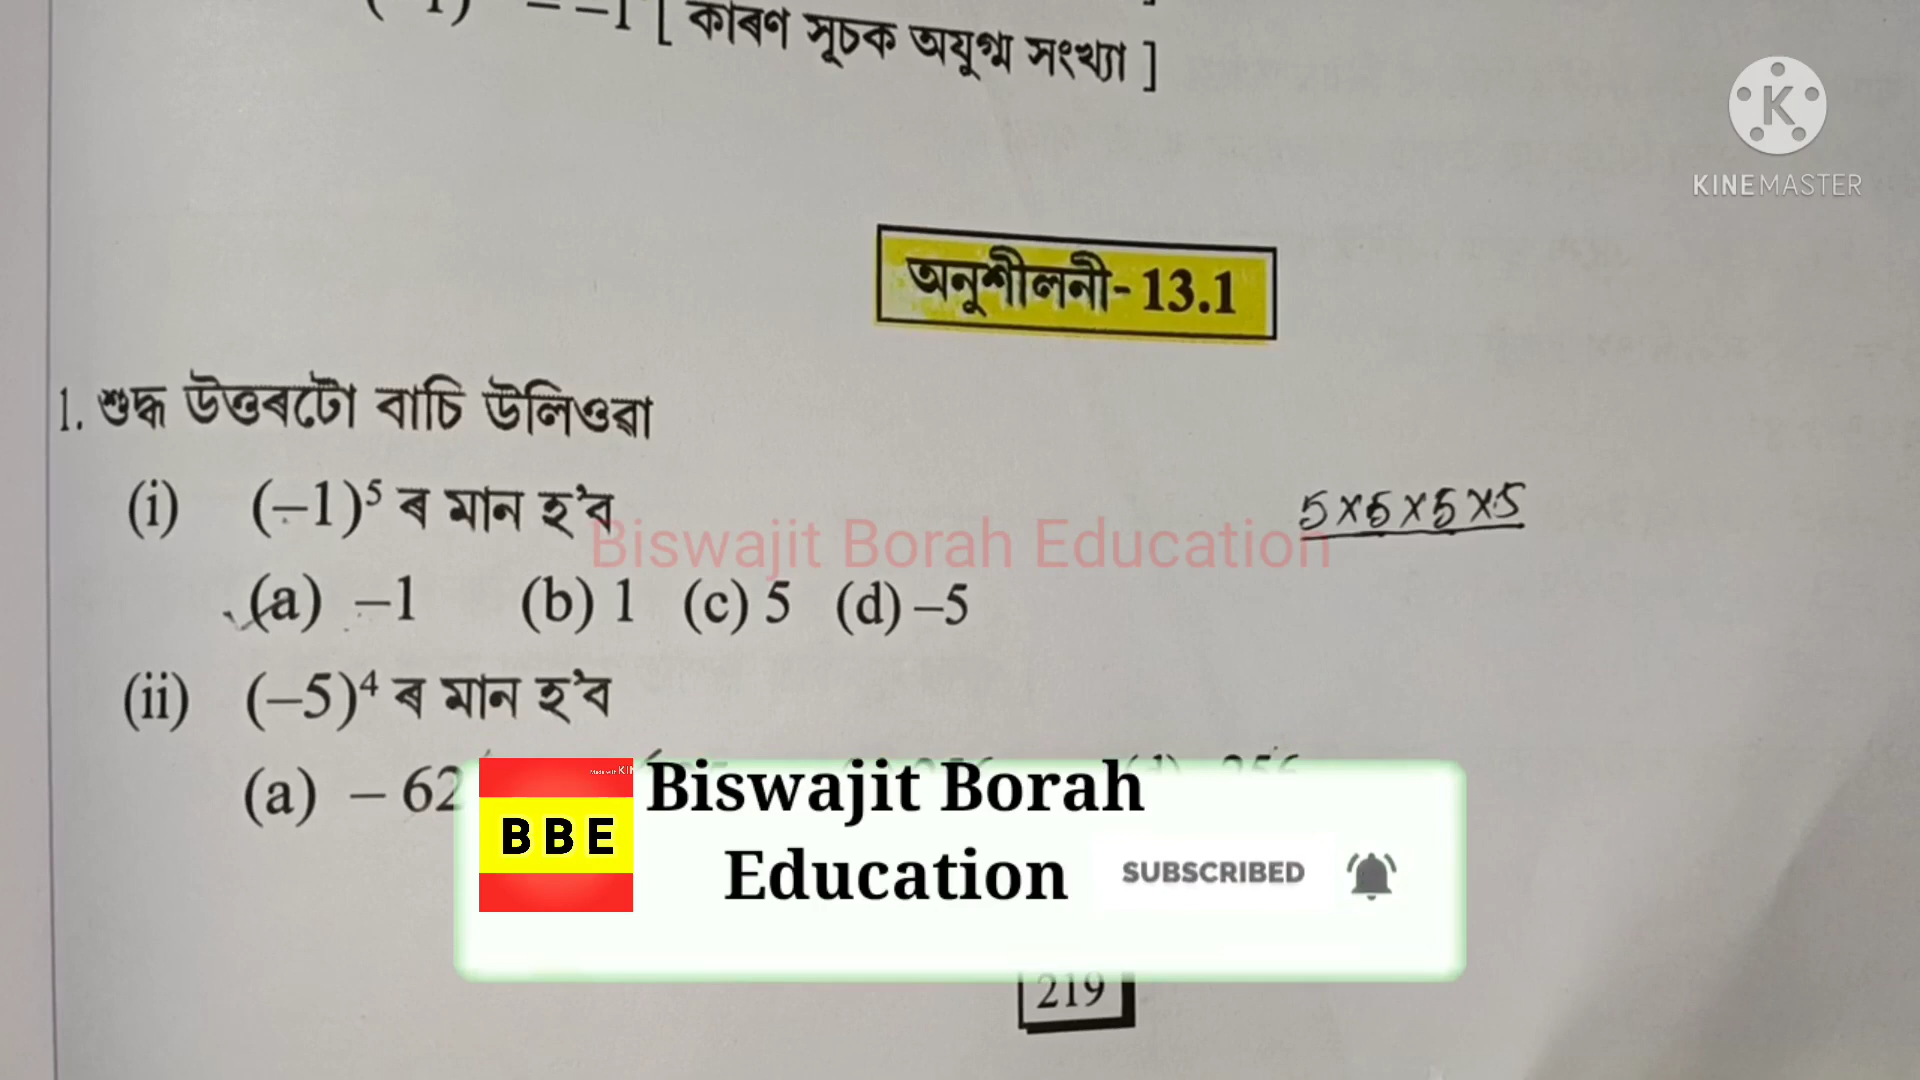 = −1 [ কাৰণ সূচক অযুগ্ম সংখ্যা ]
KINEMASTER
অনুশীলনী- 13.1
1. শুদ্ধ উত্তৰটো বাচি উলিওৱা
(i) (−1)⁵ ৰ মান হ'ব
5×5×5×5
Biswajit Borah Education
(a) −1 (b) 1 (c) 5 (d) −5
(ii) (−5)⁴ ৰ মান হ'ব
(a) − 62
BBE
Biswajit Borah
Education SUBSCRIBED
219